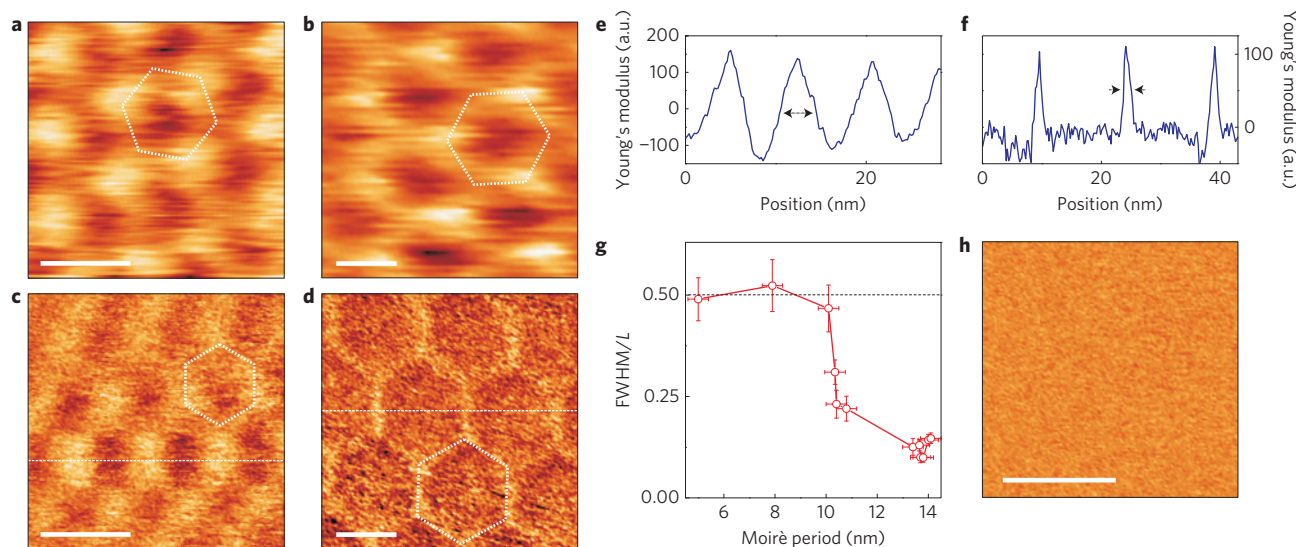 a
b
c
d
e
Young's modulus (a.u.)
200
100
0
−100
0
10
20
Position (nm)
f
100
0
Young's modulus (a.u.)
0
20
40
Position (nm)
g
FWHM/L
0.50
0.25
0.00
6
8
10
12
14
Moirè period (nm)
h